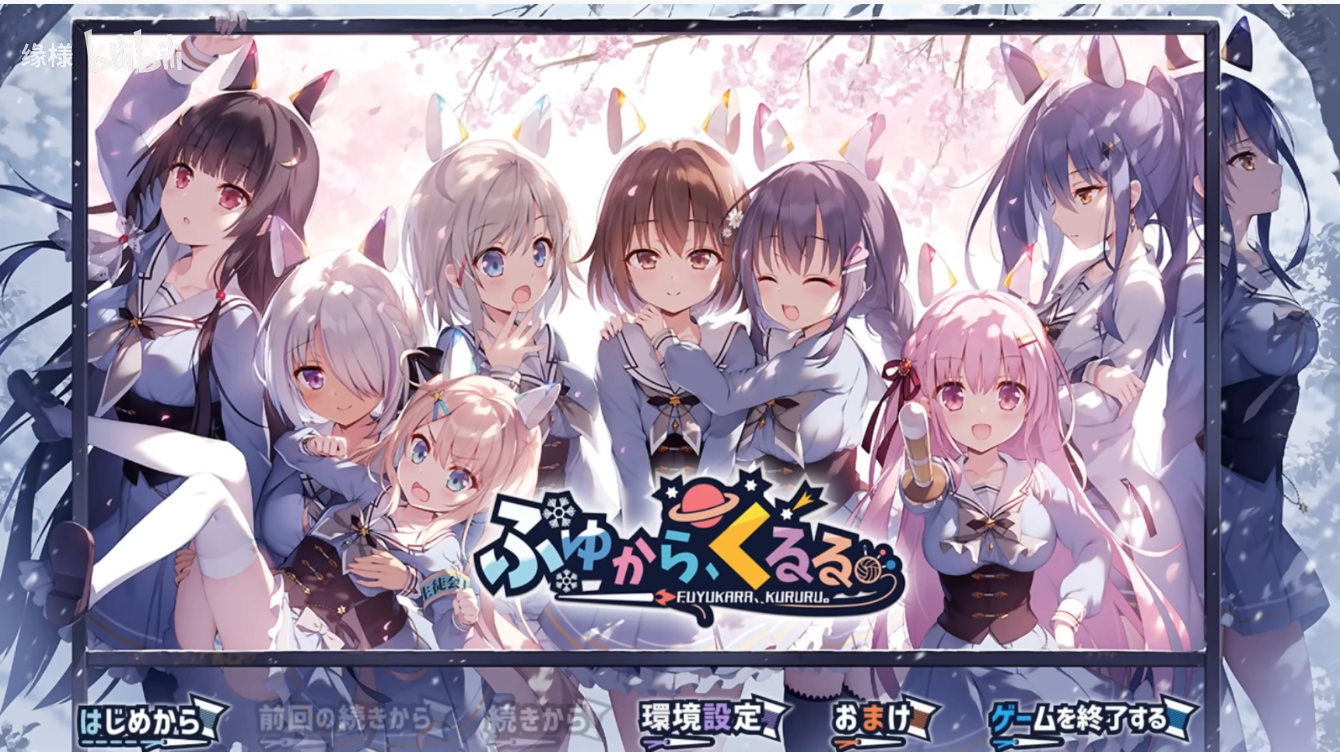 缘様
bilibili
生徒会
ふゆから、くるる。
FUYUKARA、KURURU。
はじめから
前回の続きから
続きから
環境設定
おまけ
ゲームを終了する